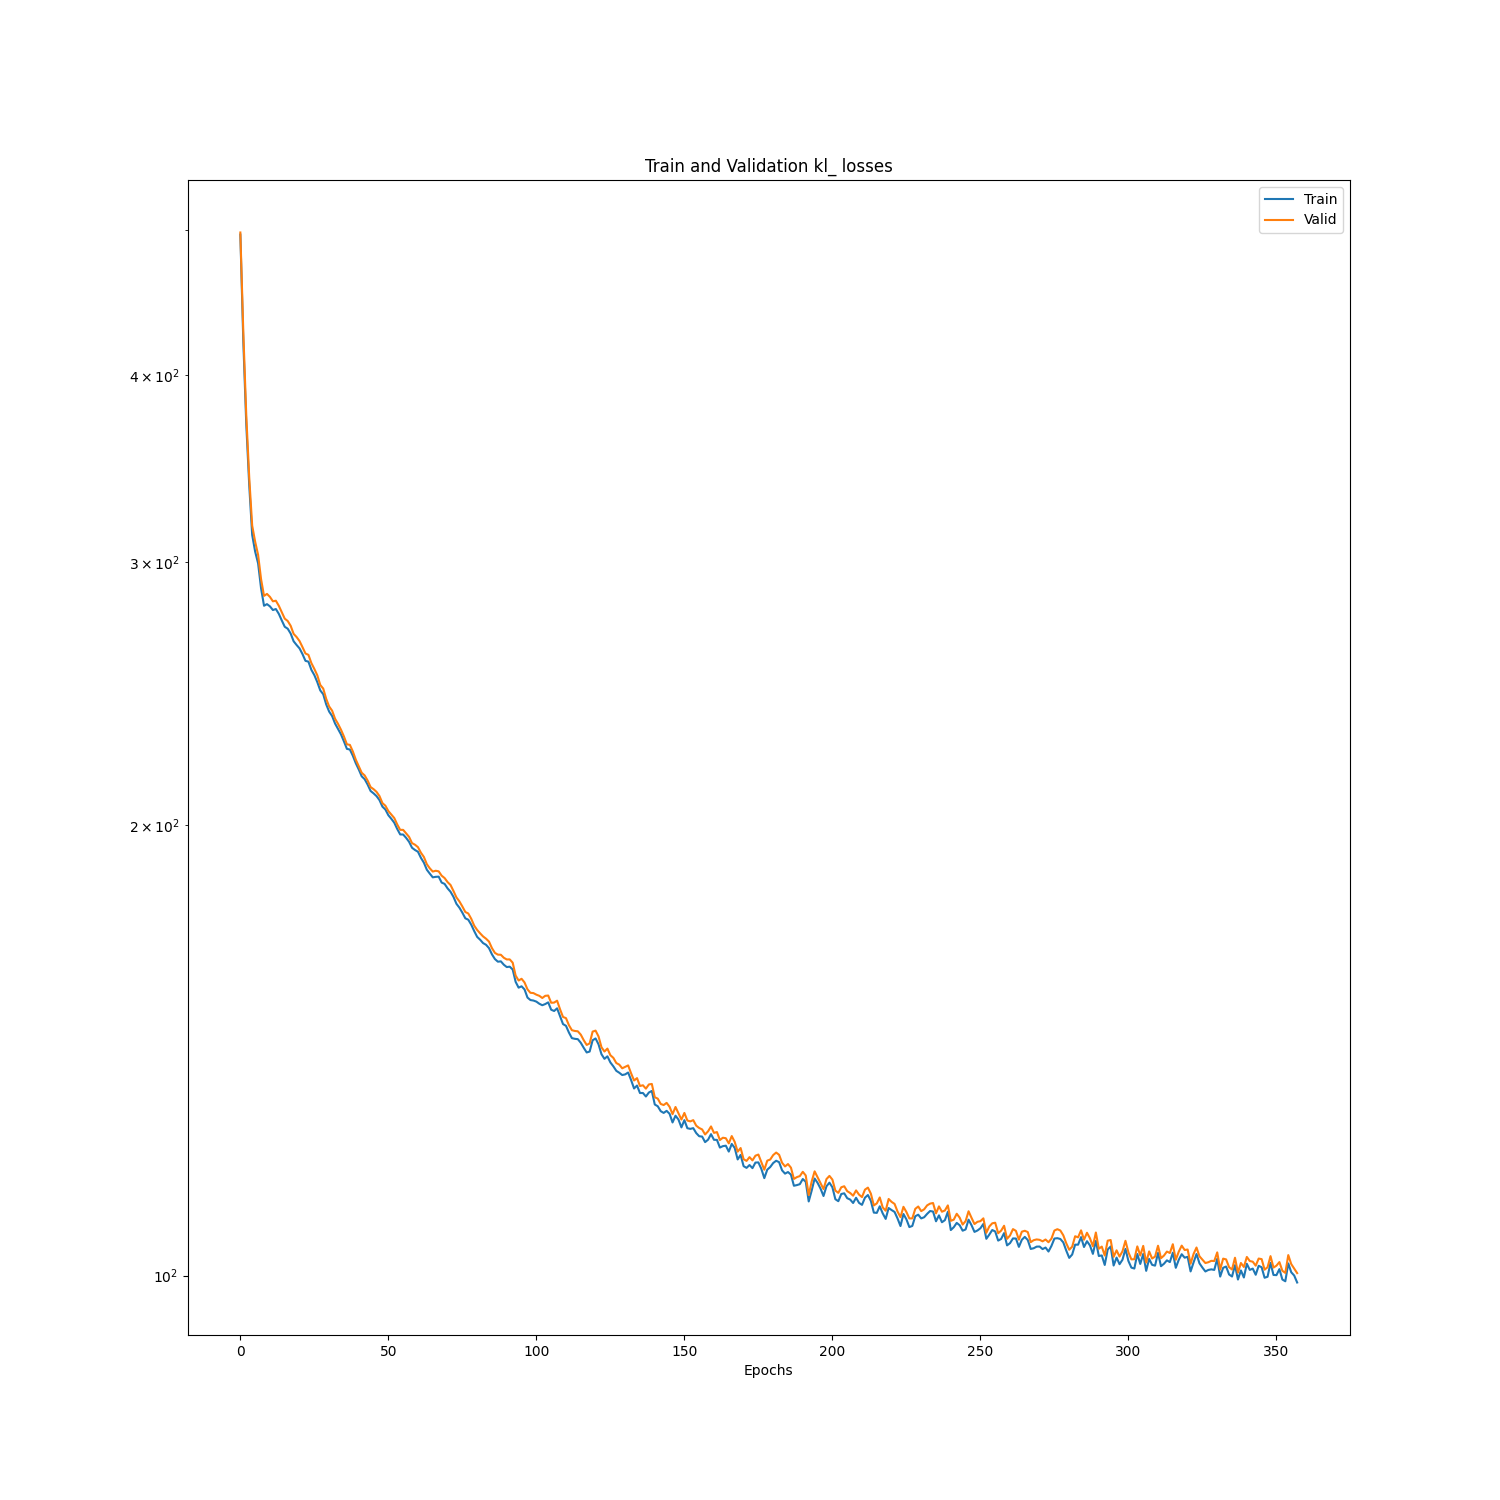 Train and Validation kl_ losses
Train
Valid
4 × 10²
3 × 10²
2 × 10²
10²
0 50 100 150 200 250 300 350
Epochs